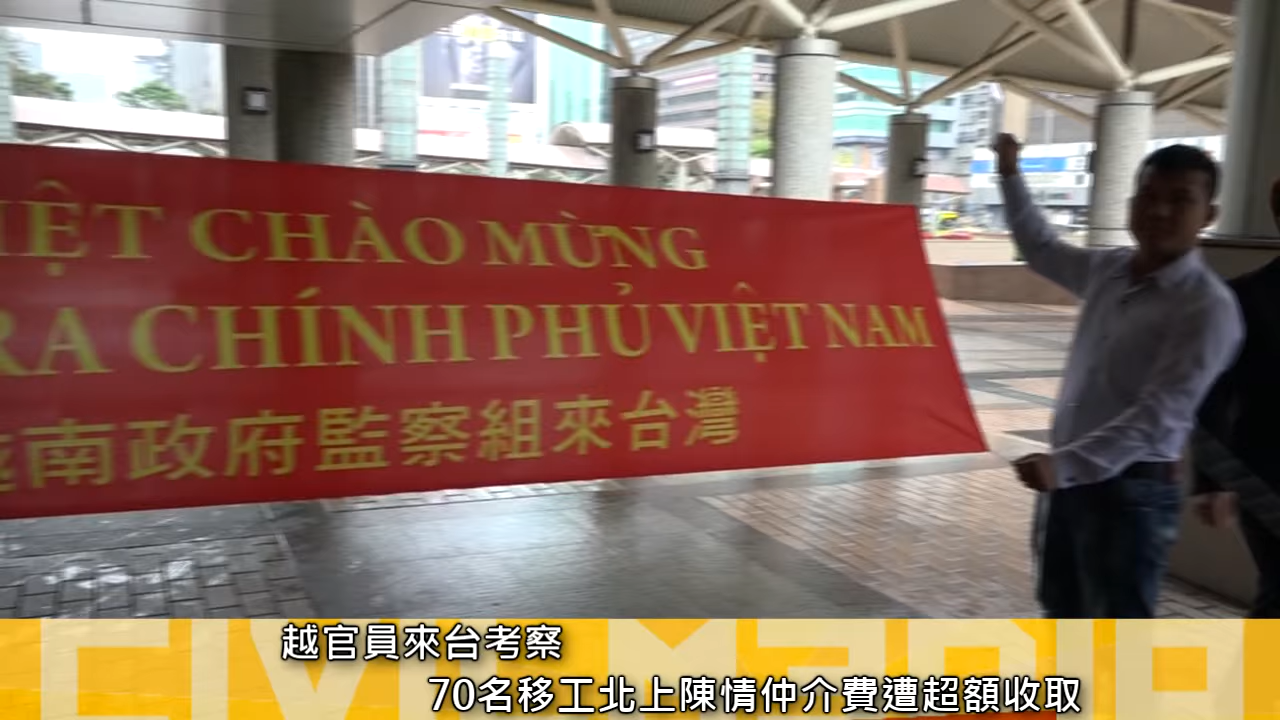 IỆT CHÀO MỪNG
RA CHÍNH PHỦ VIỆT NAM
越南政府監察組來台灣
越官員來台考察
70名移工北上陳情仲介費遭超額收取